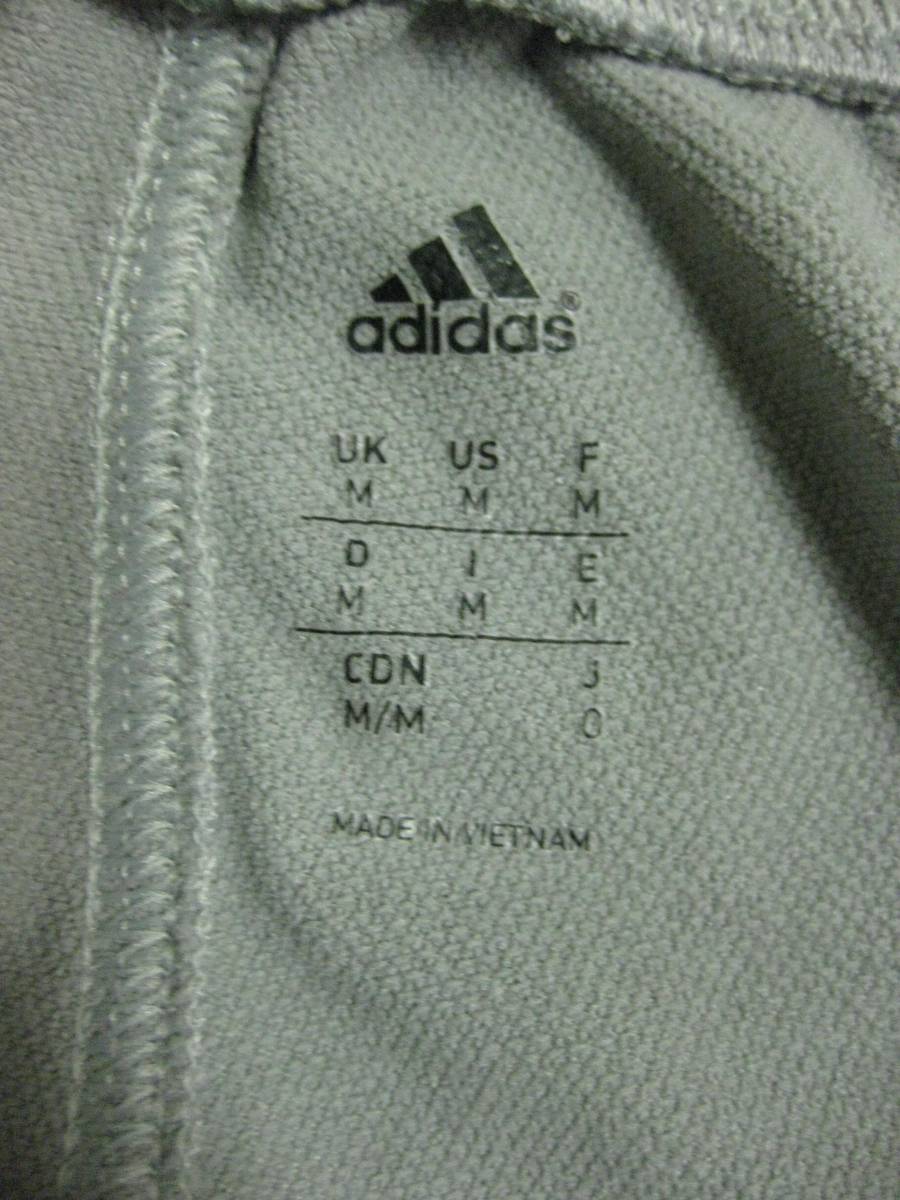 adidas®
UK US F
M M M
D I E
M M M
CDN J
M/M O
MADE IN VIETNAM